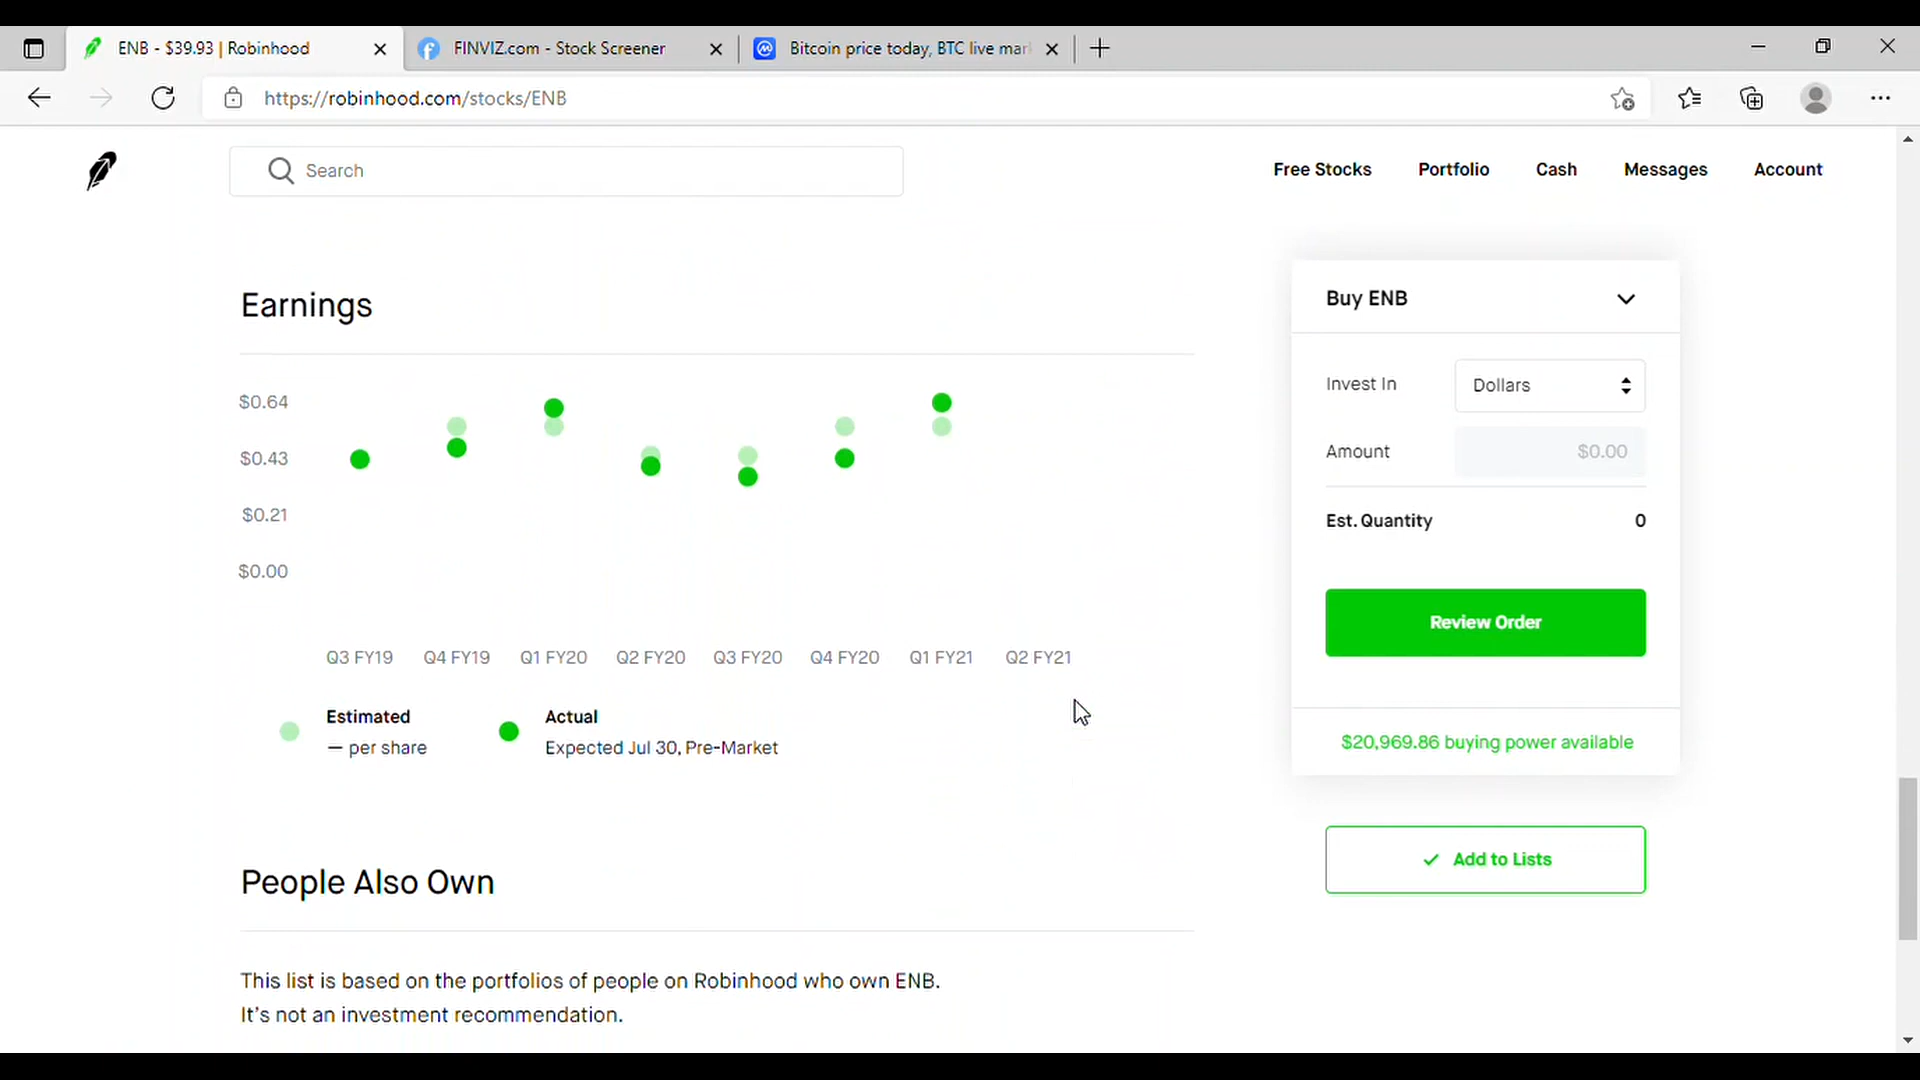 ENB - $39.93 | Robinhood
FINVIZ.com - Stock Screener
Bitcoin price today, BTC live mar
https://robinhood.com/stocks/ENB
Search
Free Stocks
Portfolio
Cash
Messages
Account
Earnings
$0.64
$0.43
$0.21
$0.00
Q3 FY19 Q4 FY19 Q1 FY20 Q2 FY20 Q3 FY20 Q4 FY20 Q1 FY21 Q2 FY21
Estimated
— per share
Actual
Expected Jul 30, Pre-Market
Buy ENB
Invest In
Dollars
Amount
$0.00
Est. Quantity
0
Review Order
$20,969.86 buying power available
Add to Lists
People Also Own
This list is based on the portfolios of people on Robinhood who own ENB.
It's not an investment recommendation.